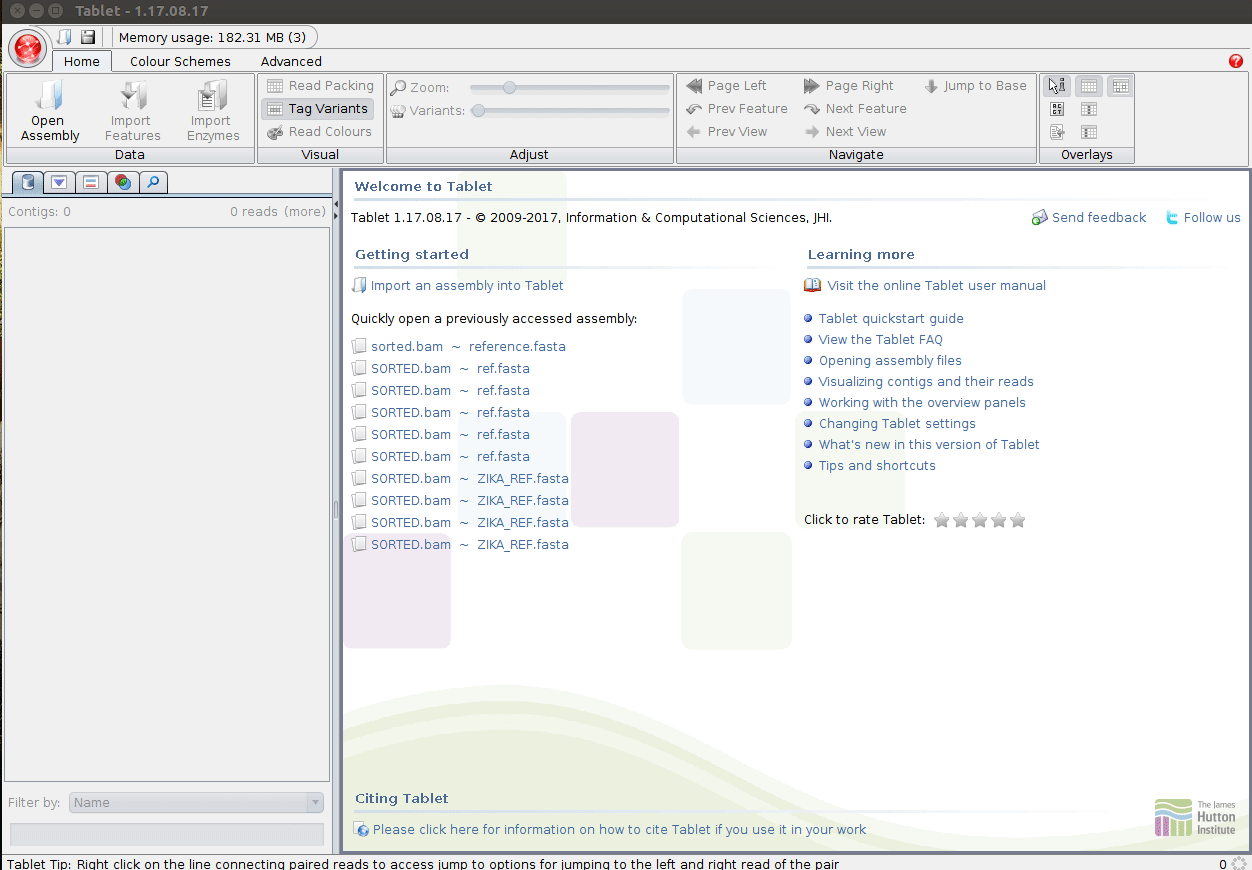 Tablet - 1.17.08.17
Memory usage: 182.31 MB (3)
Home Colour Schemes Advanced
Open Assembly
Import Features
Import Enzymes
Data
Read Packing
Tag Variants
Read Colours
Visual
Zoom:
Variants:
Adjust
Page Left Page Right Jump to Base
Prev Feature Next Feature
Prev View Next View
Navigate
Overlays
Contigs: 0 0 reads (more)
Filter by: Name
Welcome to Tablet
Tablet 1.17.08.17 - © 2009-2017, Information & Computational Sciences, JHI.
Send feedback Follow us
Getting started
Import an assembly into Tablet
Quickly open a previously accessed assembly:
sorted.bam ~ reference.fasta
SORTED.bam ~ ref.fasta
SORTED.bam ~ ref.fasta
SORTED.bam ~ ref.fasta
SORTED.bam ~ ref.fasta
SORTED.bam ~ ref.fasta
SORTED.bam ~ ZIKA_REF.fasta
SORTED.bam ~ ZIKA_REF.fasta
SORTED.bam ~ ZIKA_REF.fasta
SORTED.bam ~ ZIKA_REF.fasta
Learning more
Visit the online Tablet user manual
Tablet quickstart guide
View the Tablet FAQ
Opening assembly files
Visualizing contigs and their reads
Working with the overview panels
Changing Tablet settings
What's new in this version of Tablet
Tips and shortcuts
Click to rate Tablet:
Citing Tablet
Please click here for information on how to cite Tablet if you use it in your work
The James
Hutton
Institute
Tablet Tip: Right click on the line connecting paired reads to access jump to options for jumping to the left and right read of the pair
0